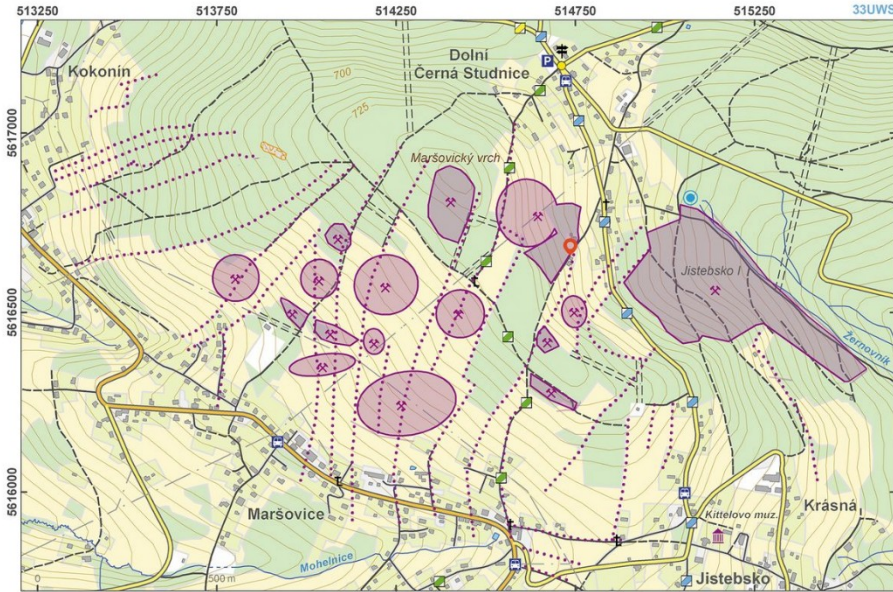 513250
513750
514250
514750
515250
33UWS
Kokonín
Dolní
Černá Studnice
P
700
725
5617000
Maršovický vrch
Jistebsko I
5616500
Žernovník
5616000
Maršovice
Kittelovo muz.
Krásná
Mohelnice
Jistebsko
0
500 m